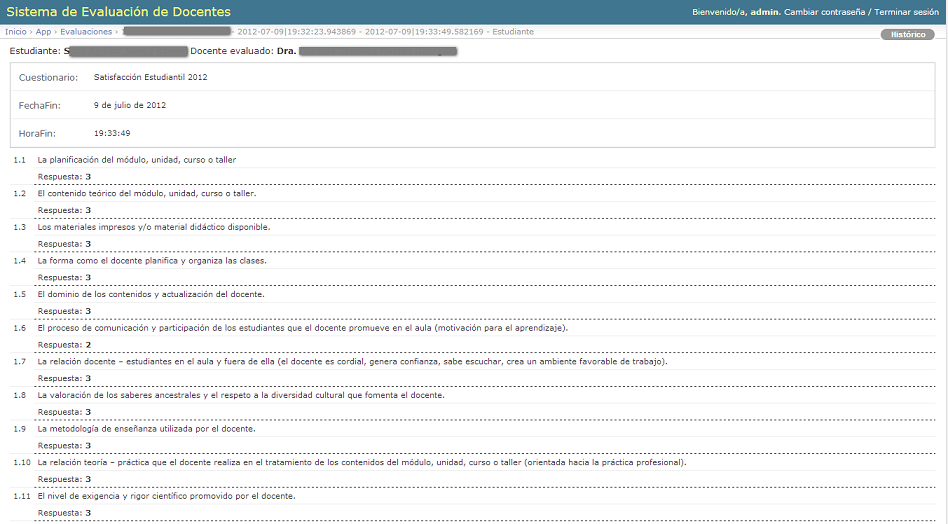 Sistema de Evaluación de Docentes
Bienvenido/a, admin. Cambiar contraseña / Terminar sesión
Inicio › App › Evaluaciones › - 2012-07-09|19:32:23.943869 - 2012-07-09|19:33:49.582169 - Estudiante
Histórico
Estudiante: S Docente evaluado: Dra.
Cuestionario: Satisfacción Estudiantil 2012
FechaFin: 9 de julio de 2012
HoraFin: 19:33:49
1.1 La planificación del módulo, unidad, curso o taller
Respuesta: 3
1.2 El contenido teórico del módulo, unidad, curso o taller.
Respuesta: 3
1.3 Los materiales impresos y/o material didáctico disponible.
Respuesta: 3
1.4 La forma como el docente planifica y organiza las clases.
Respuesta: 3
1.5 El dominio de los contenidos y actualización del docente.
Respuesta: 3
1.6 El proceso de comunicación y participación de los estudiantes que el docente promueve en el aula (motivación para el aprendizaje).
Respuesta: 2
1.7 La relación docente – estudiantes en el aula y fuera de ella (el docente es cordial, genera confianza, sabe escuchar, crea un ambiente favorable de trabajo).
Respuesta: 3
1.8 La valoración de los saberes ancestrales y el respeto a la diversidad cultural que fomenta el docente.
Respuesta: 3
1.9 La metodología de enseñanza utilizada por el docente.
Respuesta: 3
1.10 La relación teoría – práctica que el docente realiza en el tratamiento de los contenidos del módulo, unidad, curso o taller (orientada hacia la práctica profesional).
Respuesta: 3
1.11 El nivel de exigencia y rigor científico promovido por el docente.
Respuesta: 3